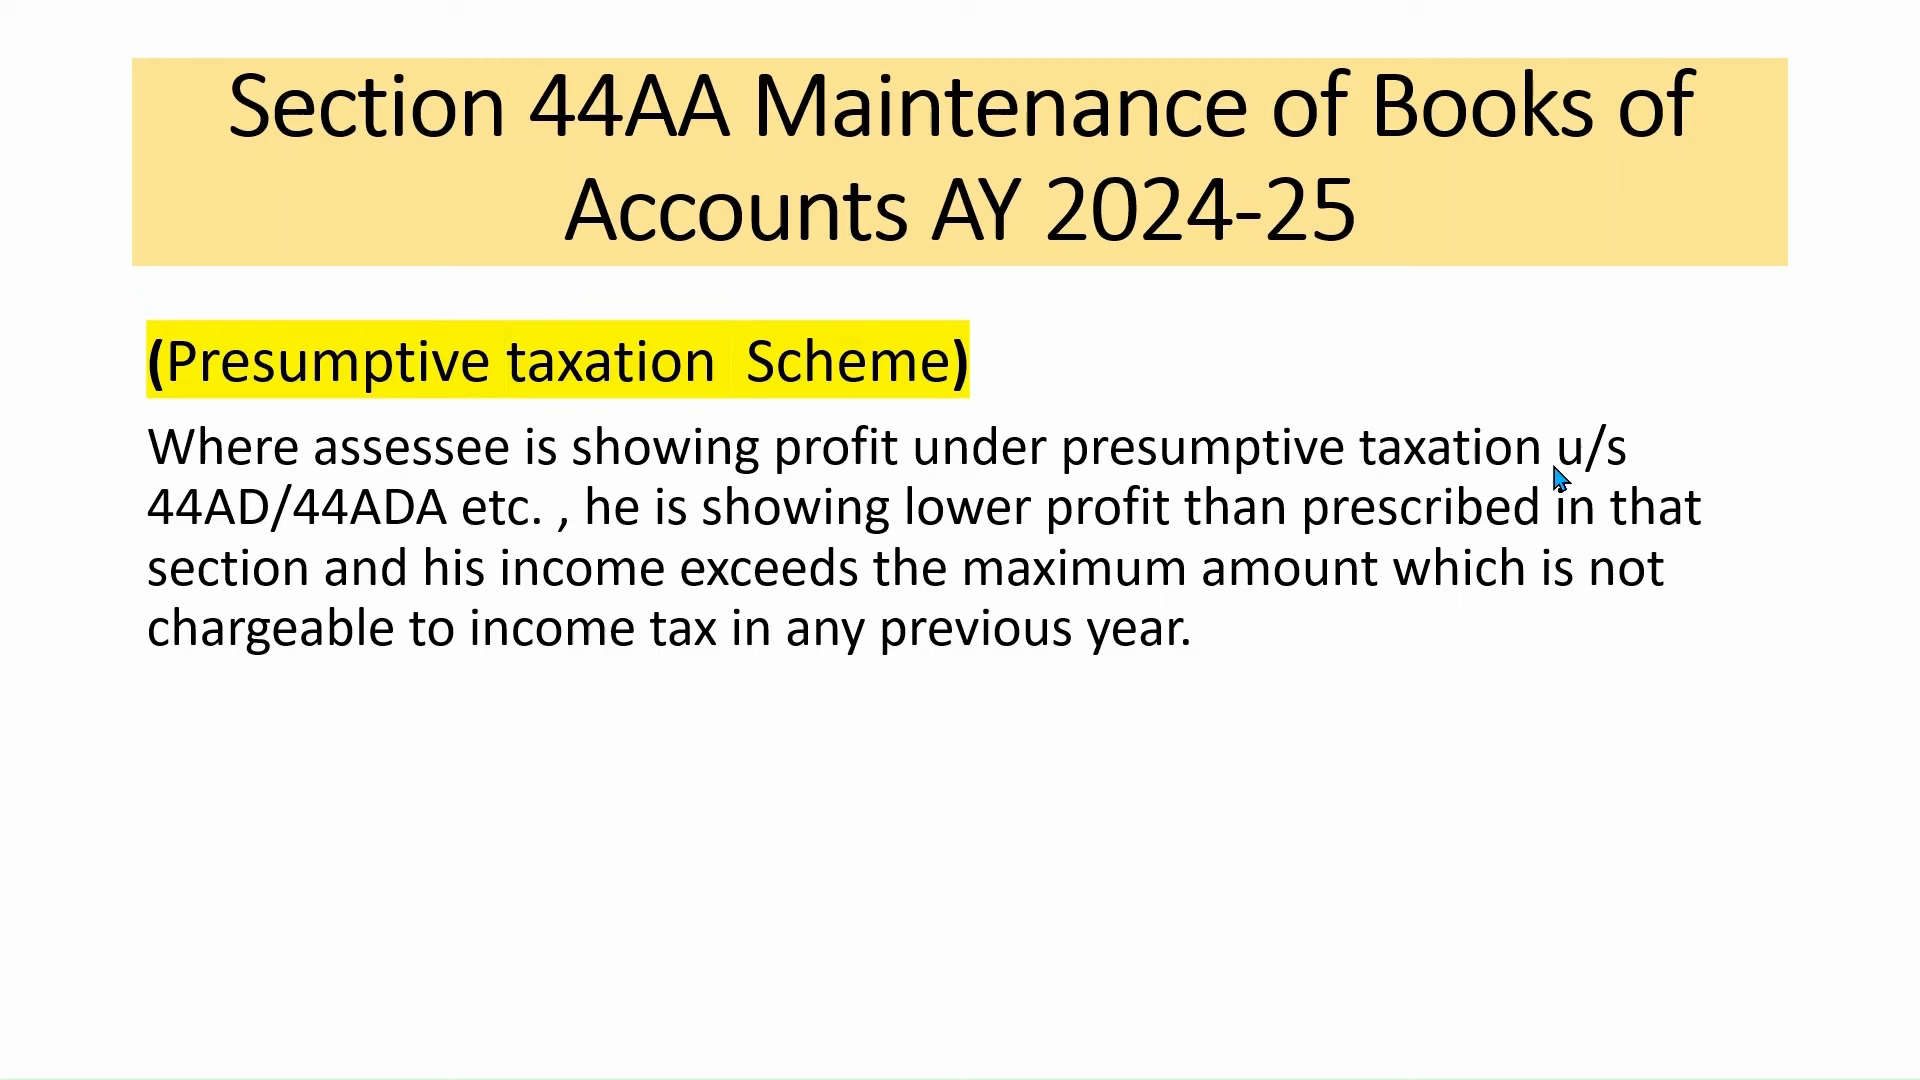 Section 44AA Maintenance of Books of
Accounts AY 2024-25
(Presumptive taxation  Scheme)
Where assessee is showing profit under presumptive taxation u/s
44AD/44ADA etc. , he is showing lower profit than prescribed in that
section and his income exceeds the maximum amount which is not
chargeable to income tax in any previous year.